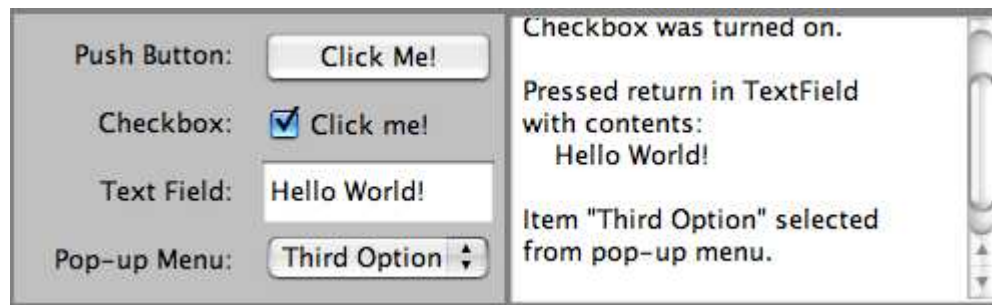 Push Button:
Click Me!
Checkbox:
Click me!
Text Field:
Hello World!
Pop-up Menu:
Third Option
Checkbox was turned on.
Pressed return in TextField
with contents:
Hello World!
Item "Third Option" selected
from pop-up menu.